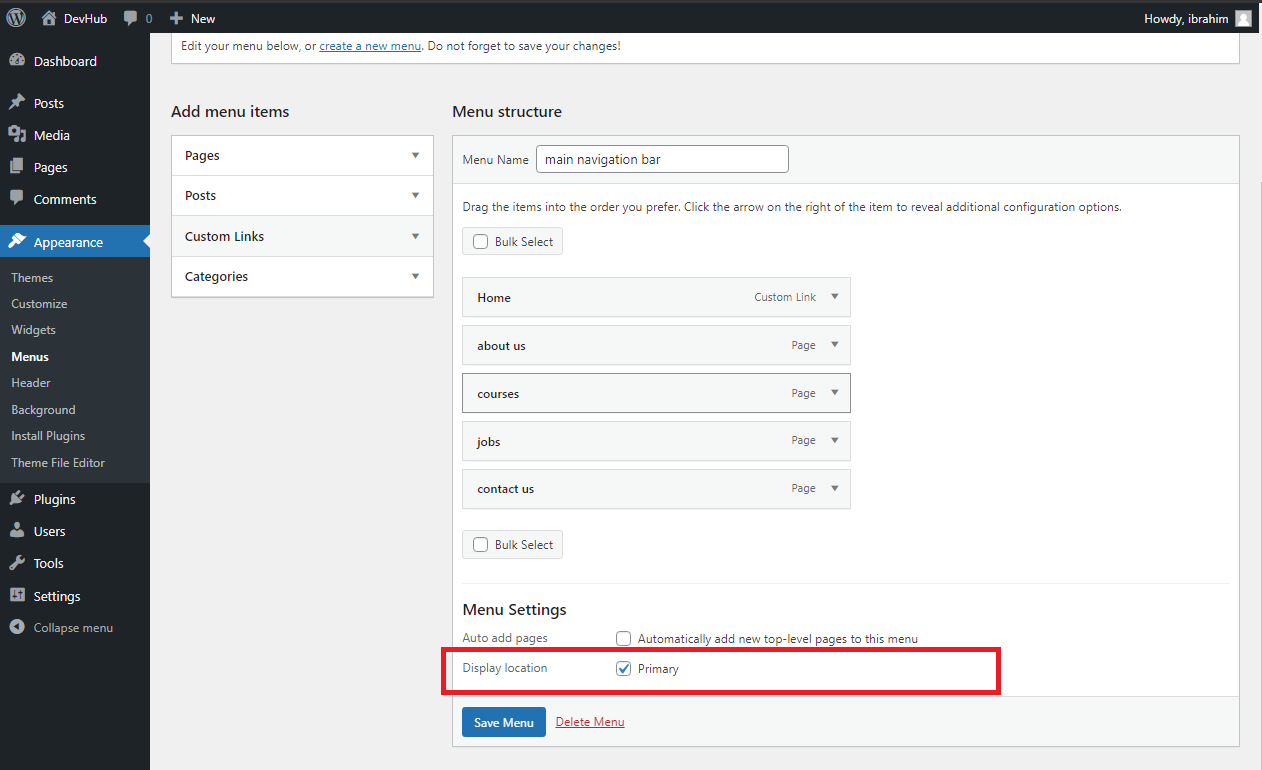 DevHub 0 New Howdy, ibrahim
Dashboard
Posts
Media
Pages
Comments
Appearance
Themes
Customize
Widgets
Menus
Header
Background
Install Plugins
Theme File Editor
Plugins
Users
Tools
Settings
Collapse menu
Edit your menu below, or create a new menu. Do not forget to save your changes!
Add menu items
Pages
Posts
Custom Links
Categories
Menu structure
Menu Name main navigation bar
Drag the items into the order you prefer. Click the arrow on the right of the item to reveal additional configuration options.
Bulk Select
Home Custom Link
about us Page
courses Page
jobs Page
contact us Page
Bulk Select
Menu Settings
Auto add pages Automatically add new top-level pages to this menu
Display location Primary
Save Menu Delete Menu